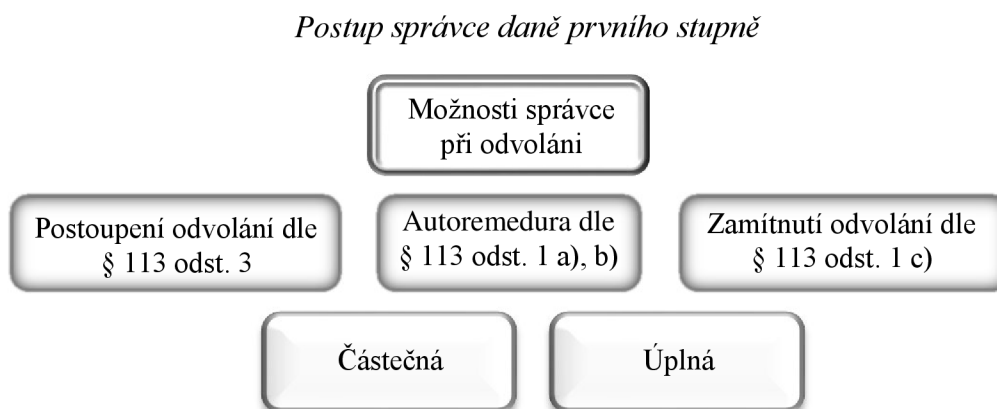 Postup správce daně prvního stupně
Možnosti správce
při odvoláni
Postoupení odvolání dle
§ 113 odst. 3
Autoremedura dle
§ 113 odst. 1 a), b)
Zamítnutí odvolání dle
§ 113 odst. 1 c)
Částečná
Úplná